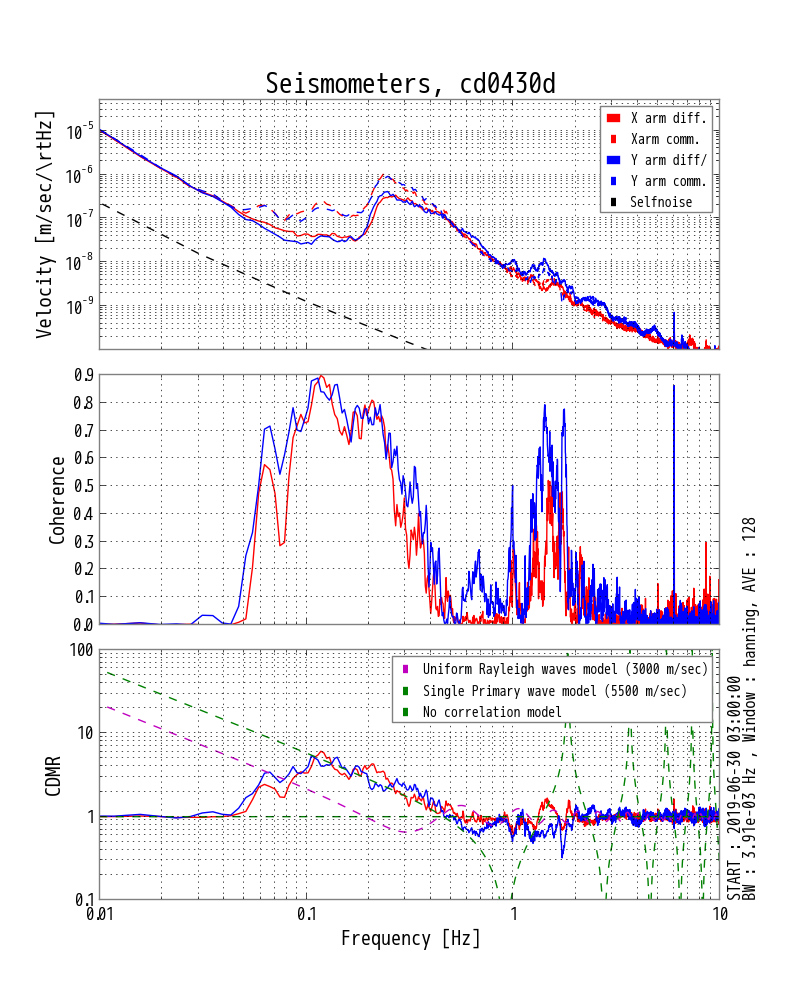 Seismometers, cd0430d
Velocity [m/sec/\rtHz]
10^-5
10^-6
10^-7
10^-8
10^-9
X arm diff.
Xarm comm.
Y arm diff/
Y arm comm.
Selfnoise
Coherence
0.9
0.8
0.7
0.6
0.5
0.4
0.3
0.2
0.1
0.0
CDMR
100
10
1
0.1
Uniform Rayleigh waves model (3000 m/sec)
Single Primary wave model (5500 m/sec)
No correlation model
0.01 0.1 1 10
Frequency [Hz]
START : 2019-06-30 03:00:00
BW : 3.91e-03 Hz , Window : hanning, AVE : 128